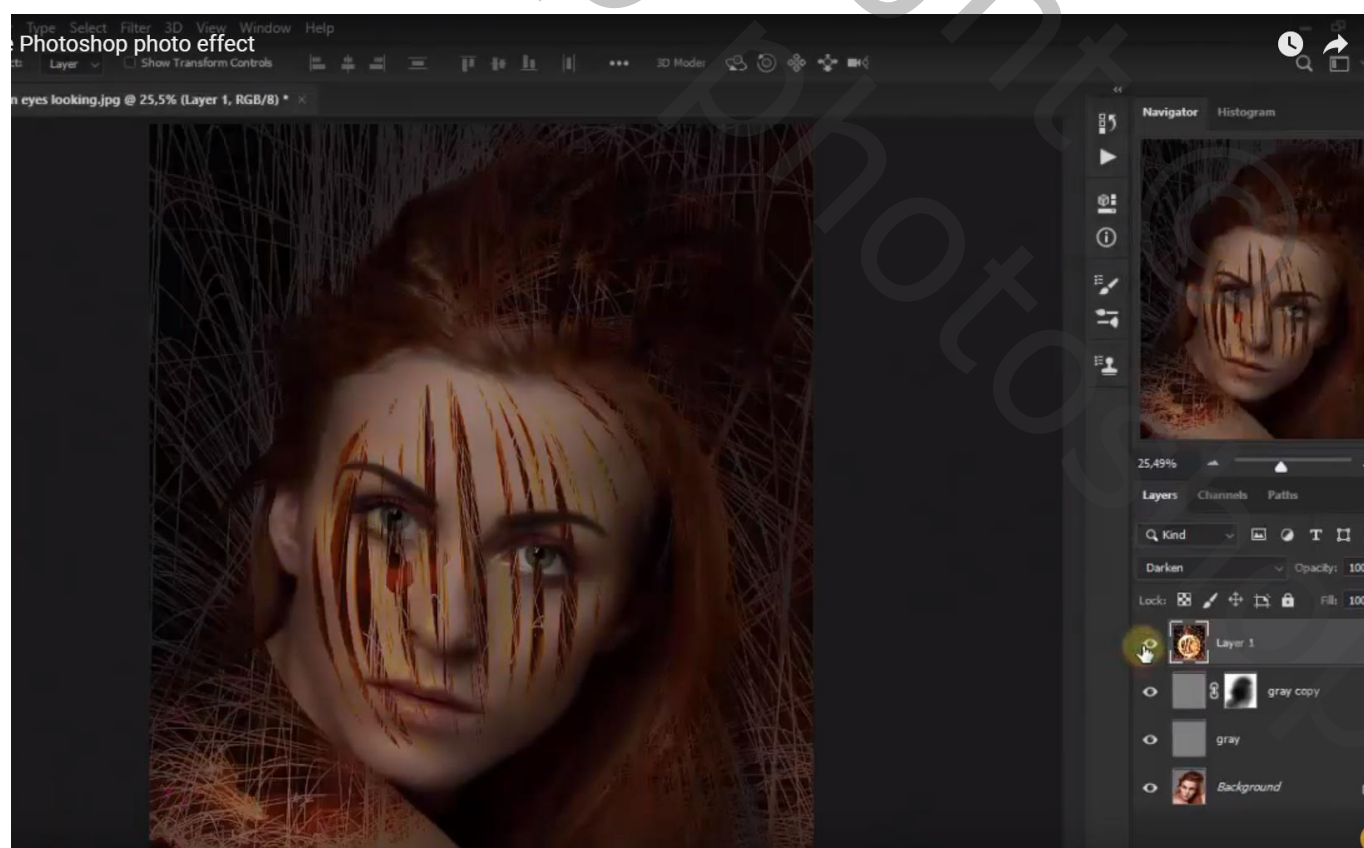 Type Select Filter 3D View Window Help
Photoshop photo effect
Layer Show Transform Controls 3D Mode:
n eyes looking.jpg @ 25,5% (Layer 1, RGB/8) * ×
Navigator Histogram
25,49%
Layers Channels Paths
Kind
Darken Opacity: 100
Lock: Fill: 100
Layer 1
gray copy
gray
Background
ht ©
photoshop